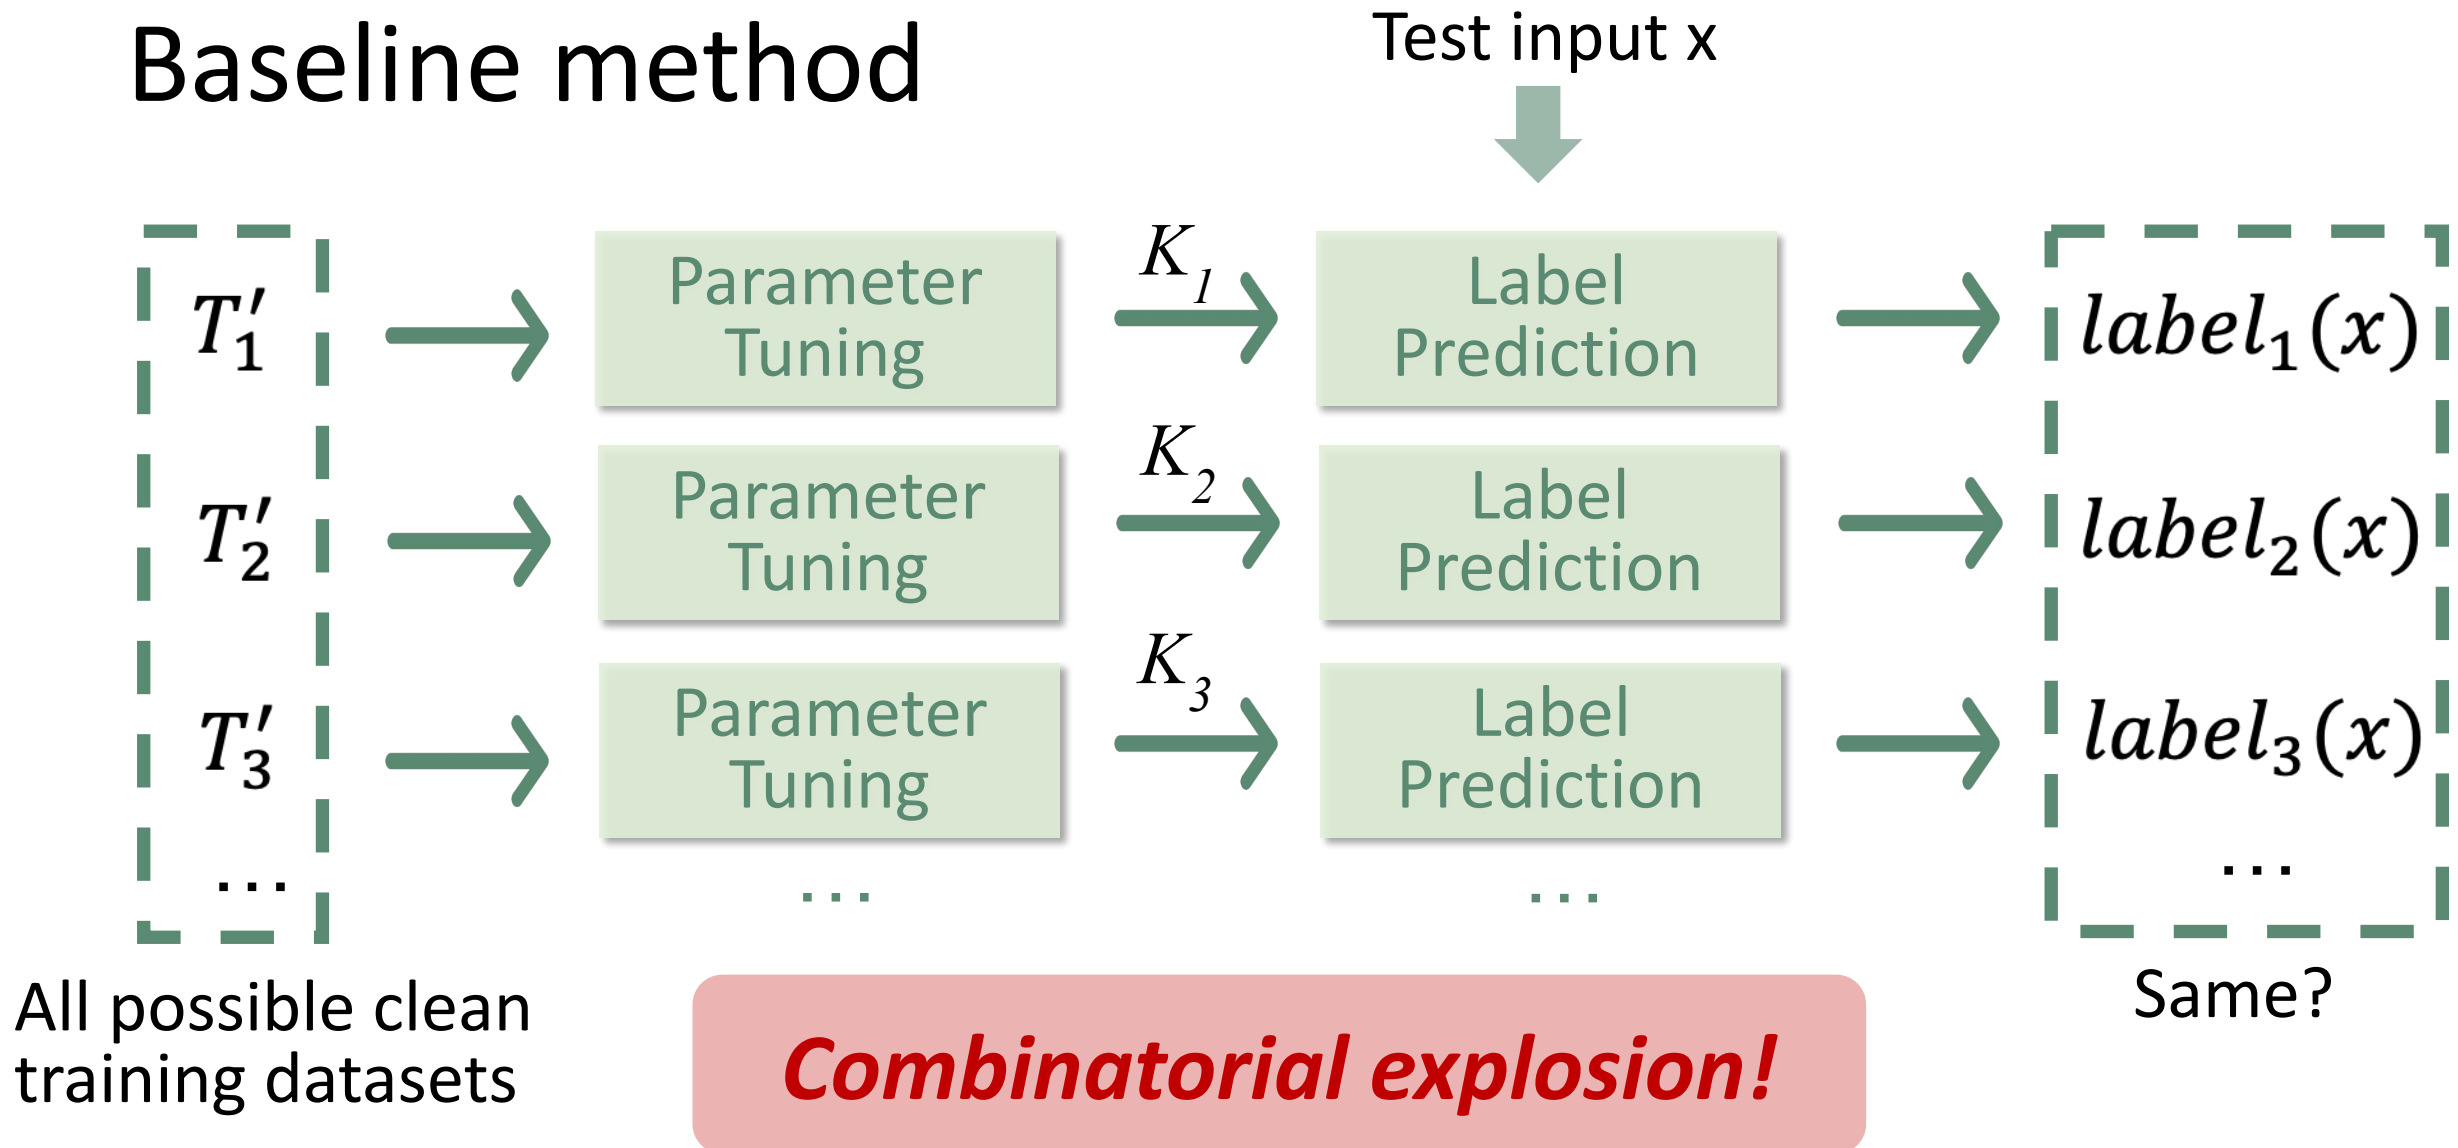 Baseline method
Test input x
T′₁
Parameter
Tuning
K₁
Label
Prediction
label₁(x)
T′₂
Parameter
Tuning
K₂
Label
Prediction
label₂(x)
T′₃
Parameter
Tuning
K₃
Label
Prediction
label₃(x)
...
...
...
...
All possible clean
training datasets
Combinatorial explosion!
Same?